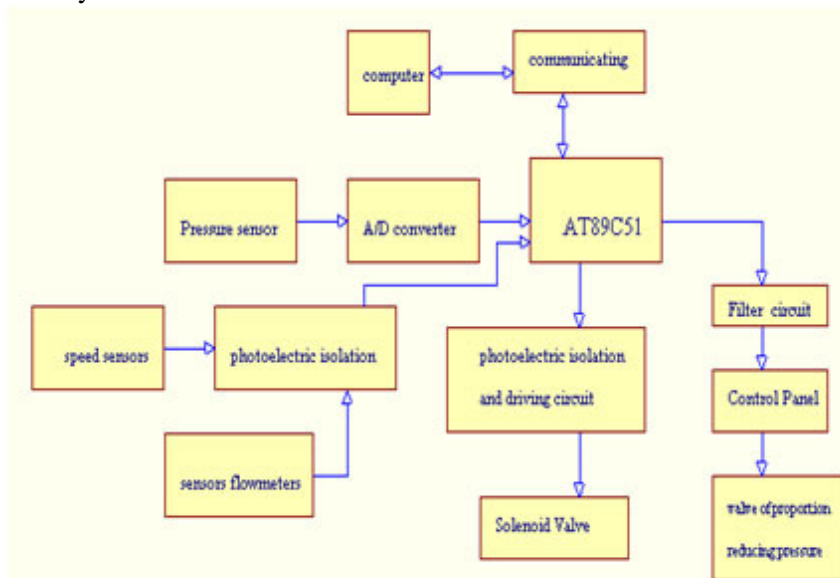 computer
communicating
Pressure sensor
A/D converter
AT89C51
Filter circuit
speed sensors
photoelectric isolation
photoelectric isolation
and driving circuit
Control Panel
sensors flowmeters
Solenoid Valve
valve of proportion
reducing pressure